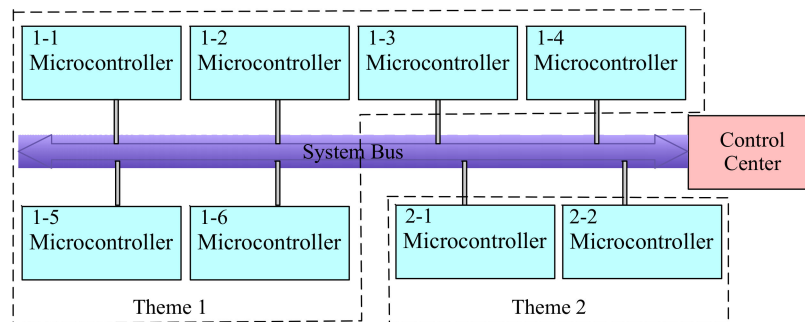 1-1
Microcontroller
1-2
Microcontroller
1-3
Microcontroller
1-4
Microcontroller
System Bus
Control
Center
1-5
Microcontroller
1-6
Microcontroller
2-1
Microcontroller
2-2
Microcontroller
Theme 1
Theme 2